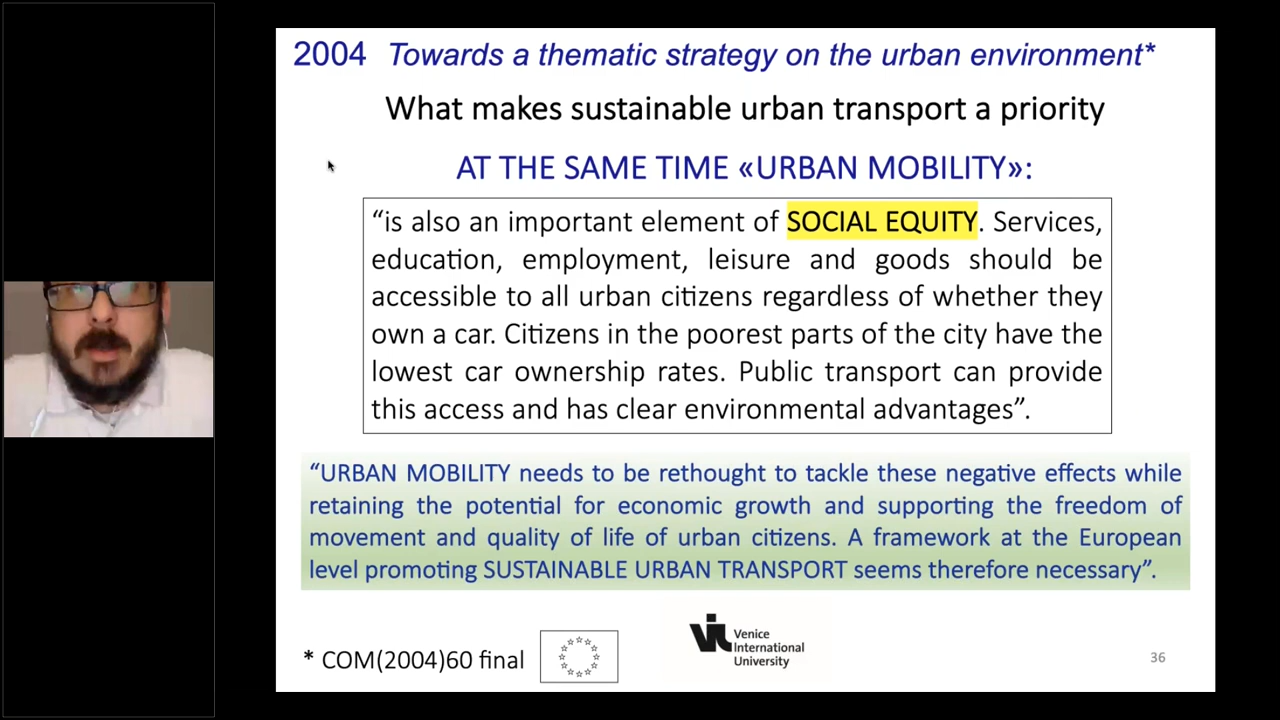 2004 Towards a thematic strategy on the urban environment*
What makes sustainable urban transport a priority
AT THE SAME TIME «URBAN MOBILITY»:
“is also an important element of SOCIAL EQUITY. Services,
education, employment, leisure and goods should be
accessible to all urban citizens regardless of whether they
own a car. Citizens in the poorest parts of the city have the
lowest car ownership rates. Public transport can provide
this access and has clear environmental advantages”.
“URBAN MOBILITY needs to be rethought to tackle these negative effects while
retaining the potential for economic growth and supporting the freedom of
movement and quality of life of urban citizens. A framework at the European
level promoting SUSTAINABLE URBAN TRANSPORT seems therefore necessary”.
* COM(2004)60 final
VIU
Venice
International
University
36